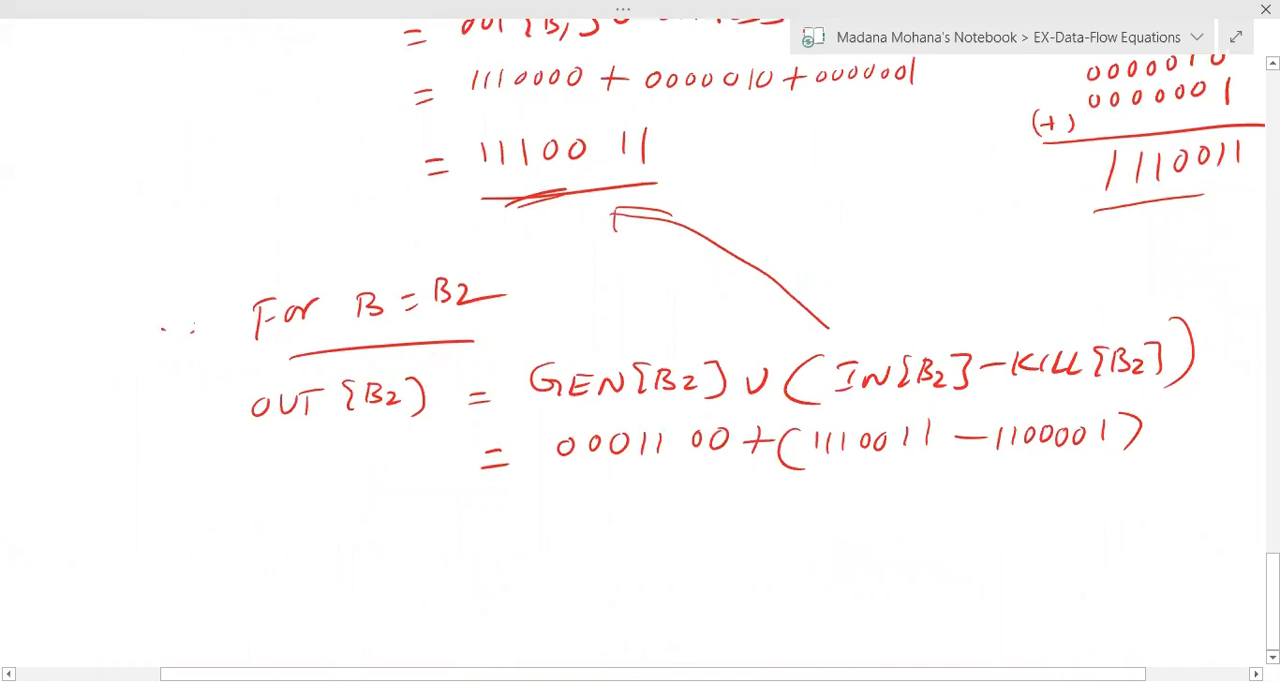 Madana Mohana's Notebook > EX-Data-Flow Equations
= 1110000 + 0000010 + 0000001
= 1110011
0000010
0000001
(+)
1110011
For B = B2
OUT [B2] = GEN[B2] U (IN[B2] - KILL[B2])
= 0001100 + (1110011 - 1100001)